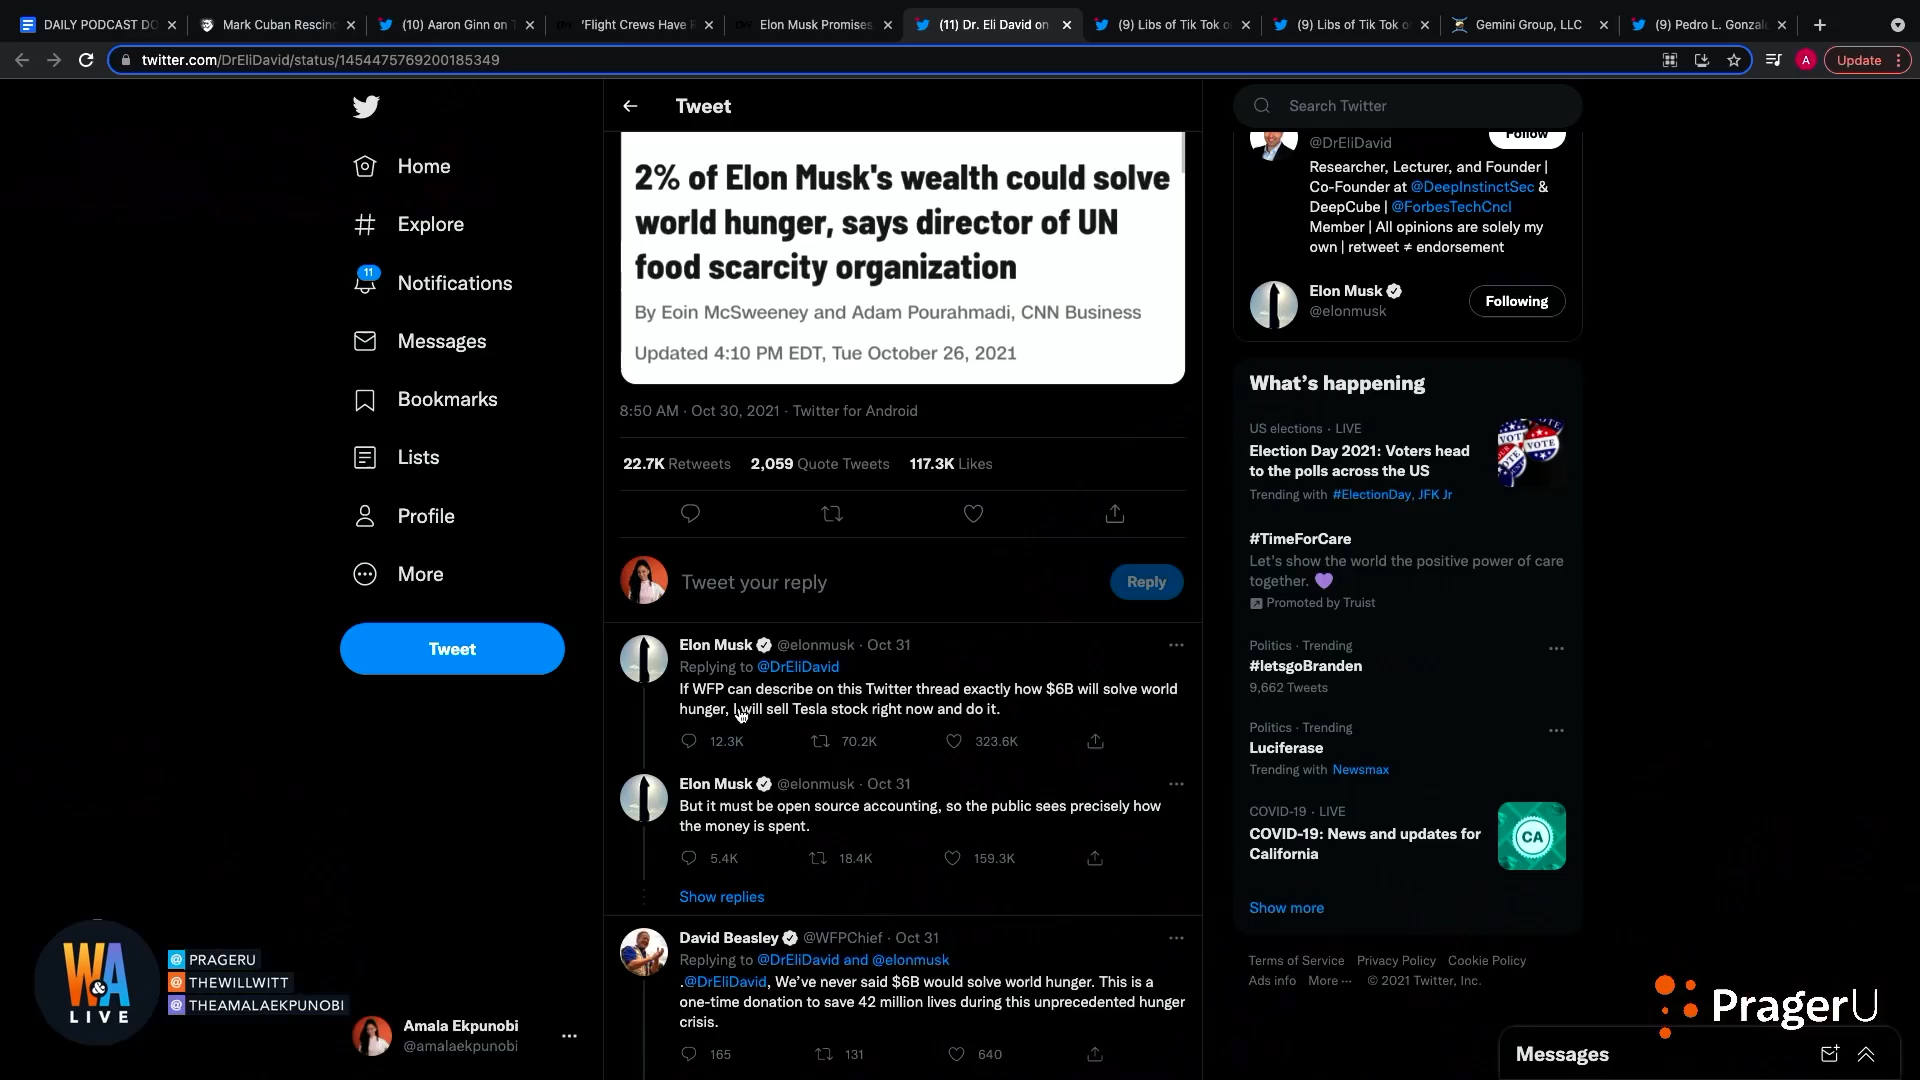 DAILY PODCAST DO
Mark Cuban Rescin
(10) Aaron Ginn on T
'Flight Crews Have R
Elon Musk Promises
(11) Dr. Eli David on
(9) Libs of Tik Tok o
(9) Libs of Tik Tok o
Gemini Group, LLC
(9) Pedro L. Gonzal
twitter.com/DrEliDavid/status/1454475769200185349
A
Update
Home
Explore
11
Notifications
Messages
Bookmarks
Lists
Profile
More
Tweet
Amala Ekpunobi
@amalaekpunobi
W&A
LIVE
@ PRAGERU
@ THEWILLWITT
@ THEAMALAEKPUNOBI
Tweet
2% of Elon Musk's wealth could solve
world hunger, says director of UN
food scarcity organization
By Eoin McSweeney and Adam Pourahmadi, CNN Business
Updated 4:10 PM EDT, Tue October 26, 2021
8:50 AM · Oct 30, 2021 · Twitter for Android
22.7K Retweets 2,059 Quote Tweets 117.3K Likes
Tweet your reply
Reply
Elon Musk @elonmusk · Oct 31
Replying to @DrEliDavid
If WFP can describe on this Twitter thread exactly how $6B will solve world
hunger, I will sell Tesla stock right now and do it.
12.3K 70.2K 323.6K
Elon Musk @elonmusk · Oct 31
But it must be open source accounting, so the public sees precisely how
the money is spent.
5.4K 18.4K 159.3K
Show replies
David Beasley @WFPChief · Oct 31
Replying to @DrEliDavid and @elonmusk
.@DrEliDavid, We've never said $6B would solve world hunger. This is a
one-time donation to save 42 million lives during this unprecedented hunger
crisis.
165 131 640
Search Twitter
Follow
@DrEliDavid
Researcher, Lecturer, and Founder |
Co-Founder at @DeepInstinctSec &
DeepCube | @ForbesTechCncl
Member | All opinions are solely my
own | retweet ≠ endorsement
Elon Musk
@elonmusk
Following
What's happening
US elections · LIVE
Election Day 2021: Voters head
to the polls across the US
Trending with #ElectionDay, JFK Jr
VOTE
#TimeForCare
Let's show the world the positive power of care
together. 💜
Promoted by Truist
Politics · Trending
#letsgoBranden
9,662 Tweets
Politics · Trending
Luciferase
Trending with Newsmax
COVID-19 · LIVE
COVID-19: News and updates for
California
CA
Show more
Terms of Service Privacy Policy Cookie Policy
Ads info More ··· © 2021 Twitter, Inc.
PragerU
Messages